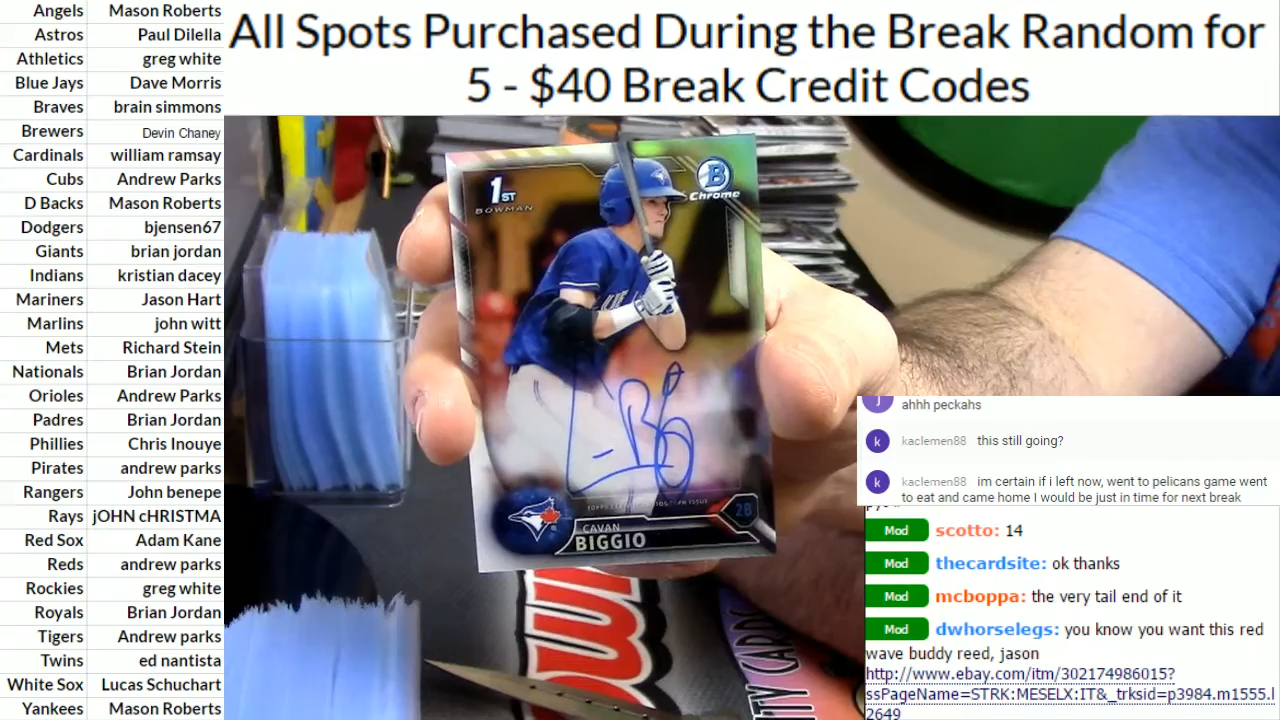 All Spots Purchased During the Break Random for
5 - $40 Break Credit Codes
Angels Mason Roberts
Astros Paul Dilella
Athletics greg white
Blue Jays Dave Morris
Braves brain simmons
Brewers Devin Chaney
Cardinals william ramsay
Cubs Andrew Parks
D Backs Mason Roberts
Dodgers bjensen67
Giants brian jordan
Indians kristian dacey
Mariners Jason Hart
Marlins john witt
Mets Richard Stein
Nationals Brian Jordan
Orioles Andrew Parks
Padres Brian Jordan
Phillies Chris Inouye
Pirates andrew parks
Rangers John benepe
Rays jOHN cHRISTMA
Red Sox Adam Kane
Reds andrew parks
Rockies greg white
Royals Brian Jordan
Tigers Andrew parks
Twins ed nantista
White Sox Lucas Schuchart
Yankees Mason Roberts
1ST
BOWMAN
B
Chrome
2B
CAVAN
BIGGIO
j ahhh peckahs
k kaclemen88 this still going?
k kaclemen88 im certain if i left now, went to pelicans game went
to eat and came home I would be just in time for next break
Mod scotto: 14
Mod thecardsite: ok thanks
Mod mcboppa: the very tail end of it
Mod dwhorselegs: you know you want this red
wave buddy reed, jason
http://www.ebay.com/itm/302174986015?
ssPageName=STRK:MESELX:IT&_trksid=p3984.m1555.l
2649